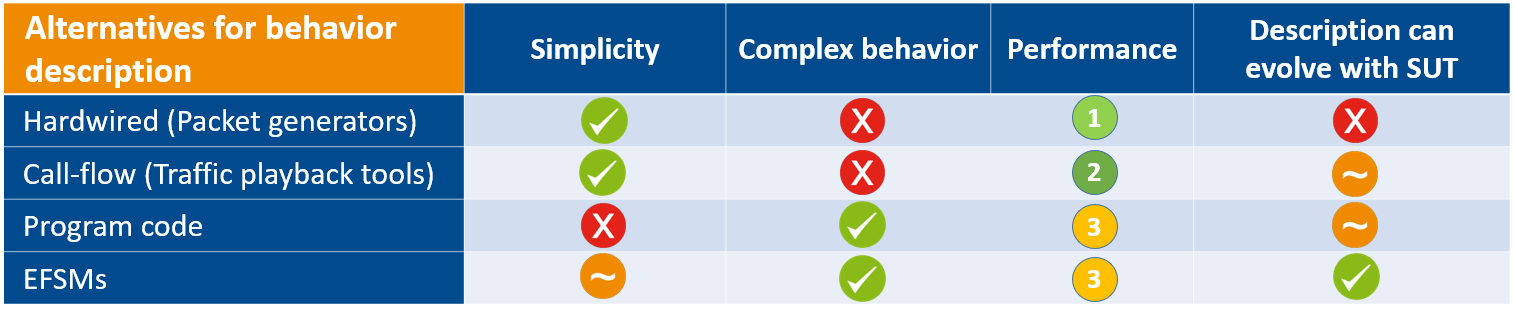 Alternatives for behavior
description
Simplicity
Complex behavior
Performance
Description can
evolve with SUT
Hardwired (Packet generators)
X
1
X
Call-flow (Traffic playback tools)
X
2
~
Program code
X
3
~
EFSMs
~
3